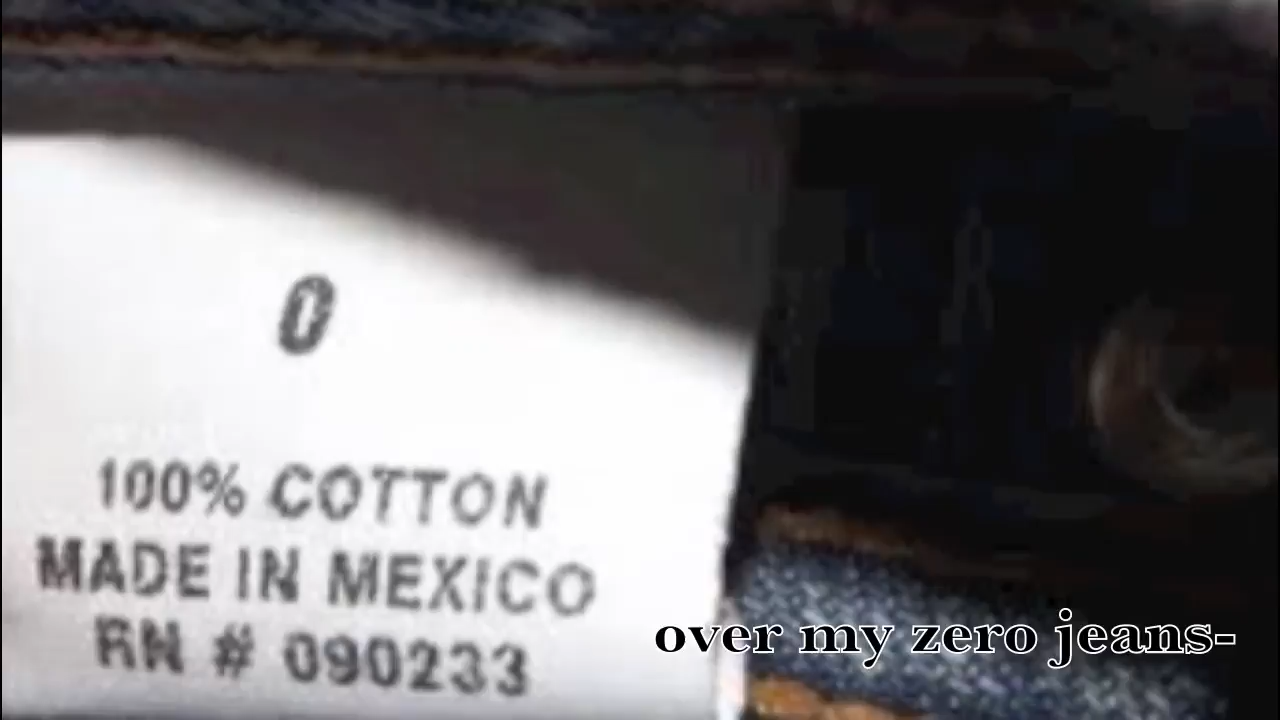 0
100% COTTON
MADE IN MEXICO
RN # 090233
over my zero jeans-